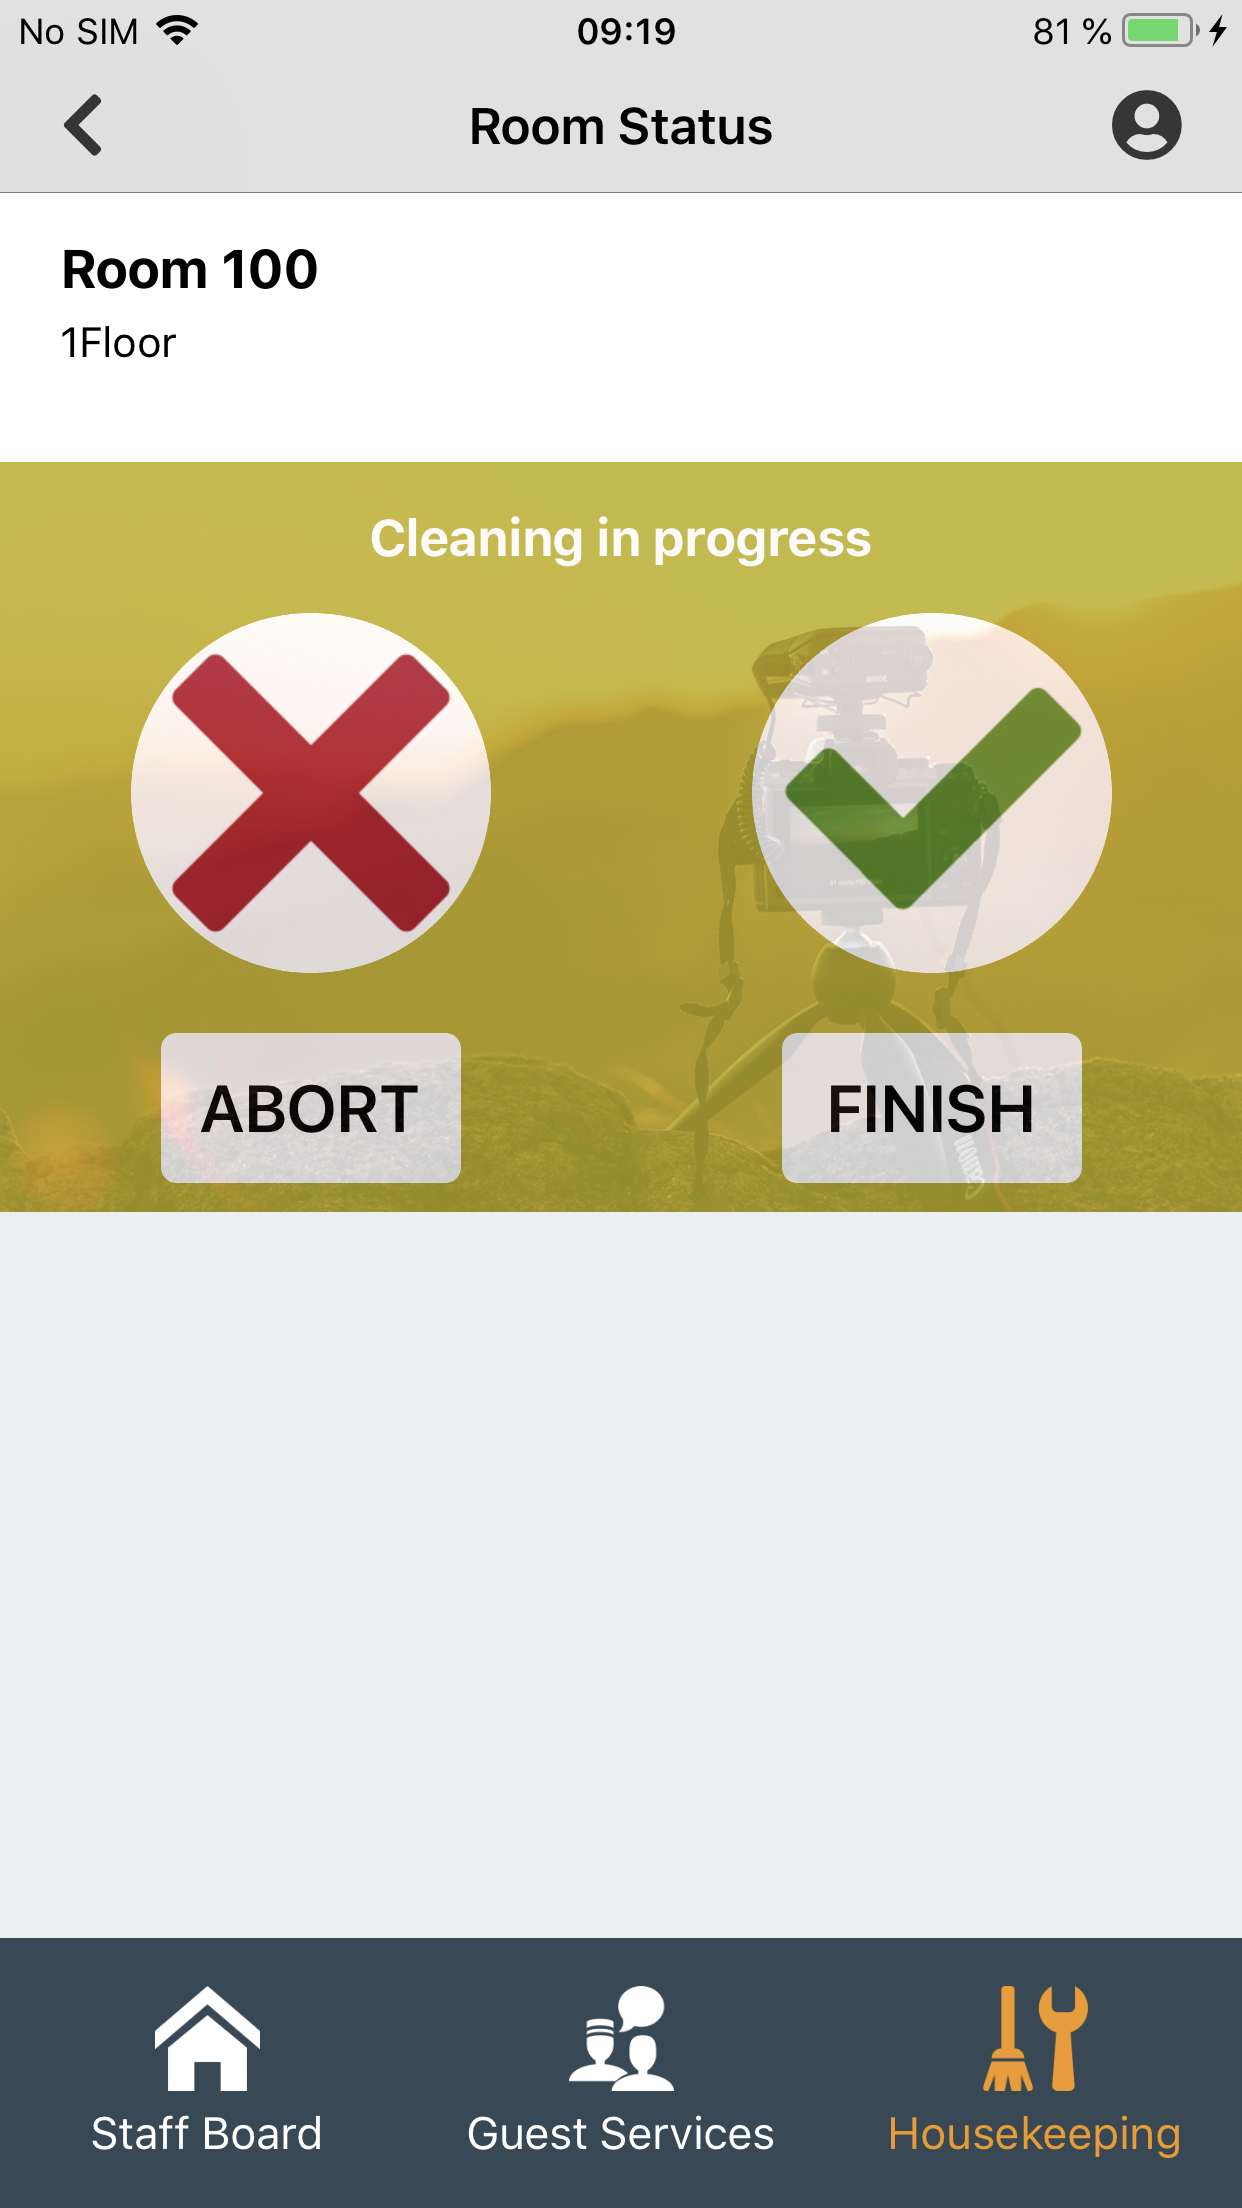 No SIM 09:19 81 %
Room Status
Room 100
1Floor
Cleaning in progress
ABORT FINISH
Canon
Staff Board Guest Services Housekeeping